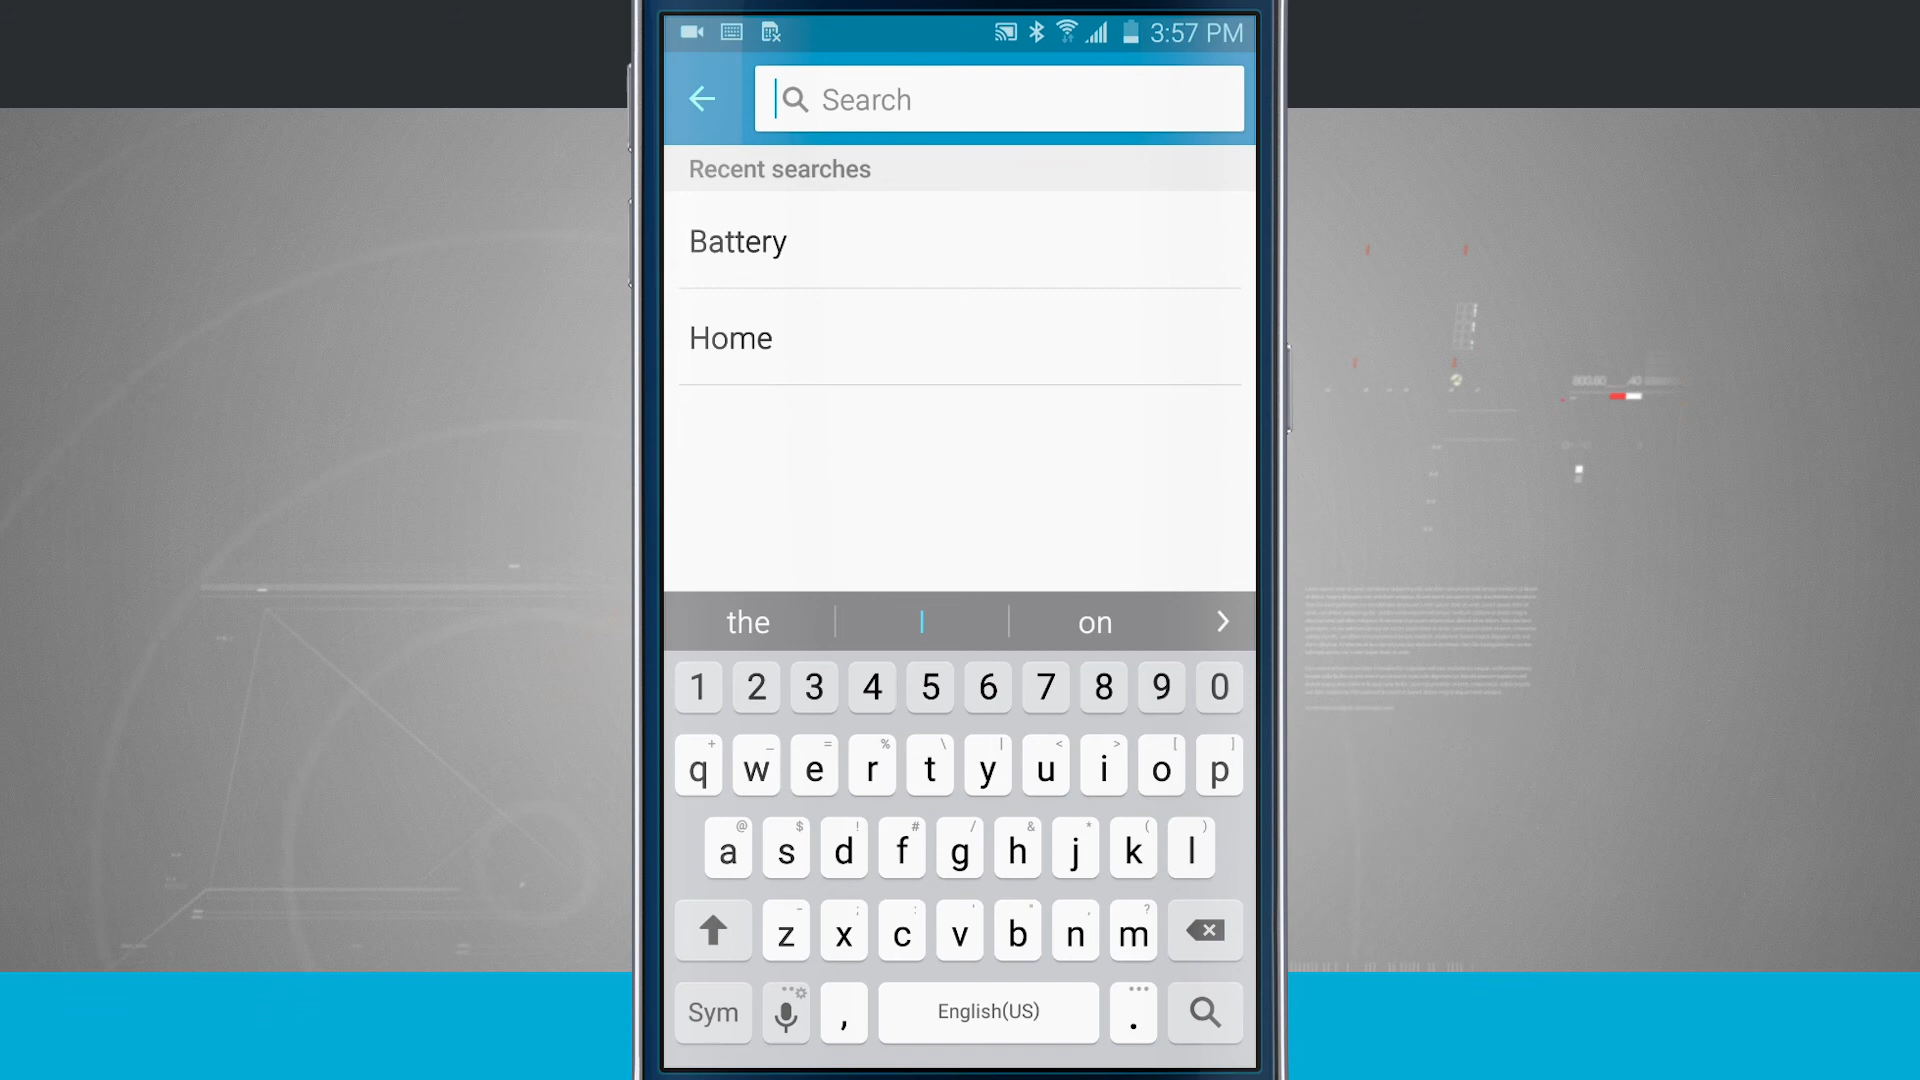 3:57 PM
Search
Recent searches
Battery
Home
the | I | on
1 2 3 4 5 6 7 8 9 0
+ _ = % \ | < > [ ]
q w e r t y u i o p
@ $ ! # / & * ( )
a s d f g h j k l
- ; : ' " , ?
z x c v b n m
Sym , English(US) .